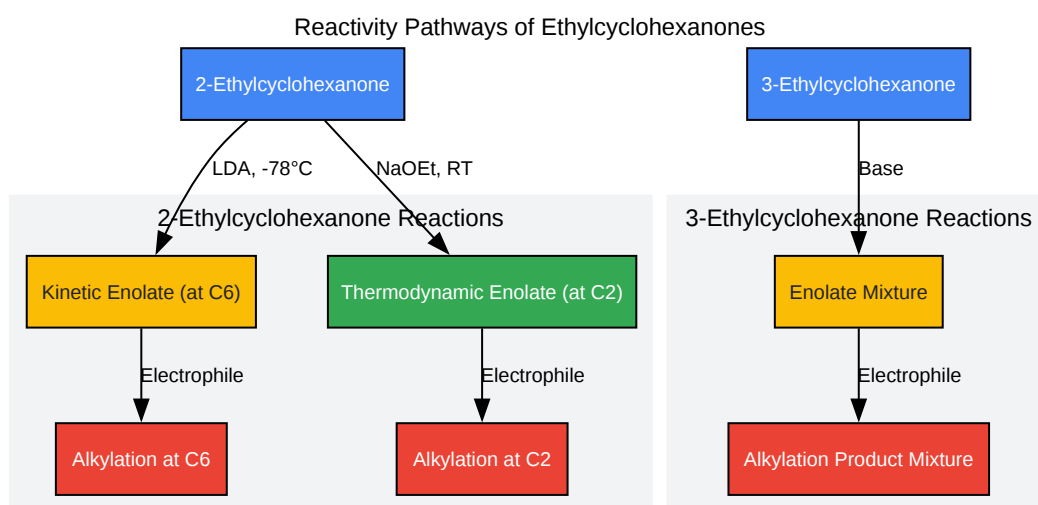 Reactivity Pathways of Ethylcyclohexanones
2-Ethylcyclohexanone
3-Ethylcyclohexanone
LDA, -78°C
NaOEt, RT
Base
2-Ethylcyclohexanone Reactions
3-Ethylcyclohexanone Reactions
Kinetic Enolate (at C6)
Thermodynamic Enolate (at C2)
Enolate Mixture
Electrophile
Electrophile
Electrophile
Alkylation at C6
Alkylation at C2
Alkylation Product Mixture